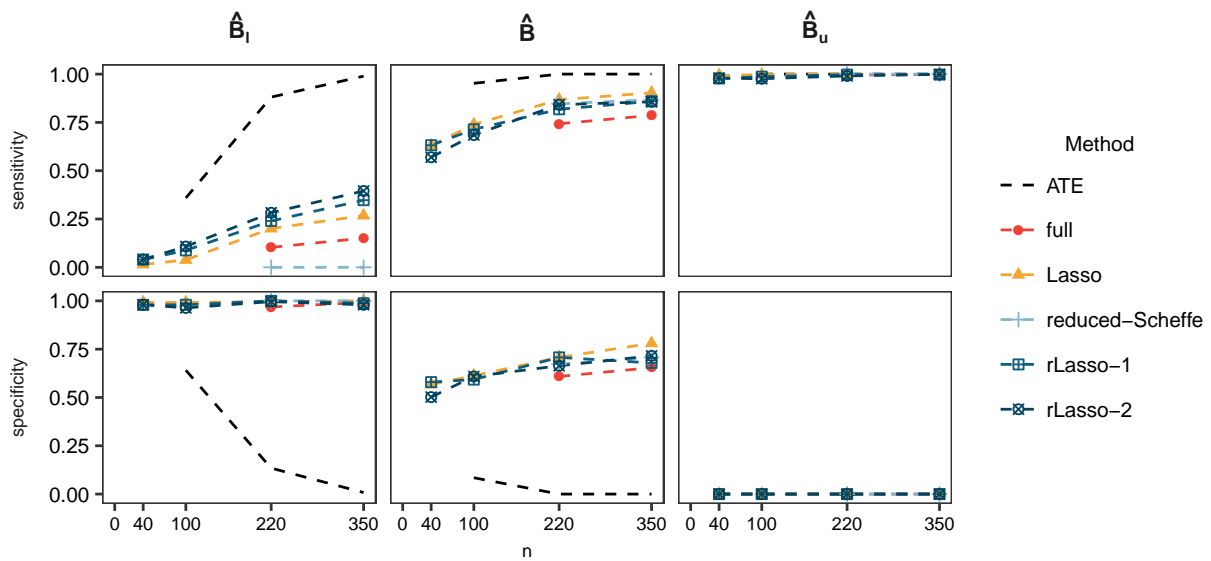 B̂ₗ B̂ B̂ᵤ
sensitivity
1.00
0.75
0.50
0.25
0.00
specificity
1.00
0.75
0.50
0.25
0.00
0 40 100 220 350 0 40 100 220 350 0 40 100 220 350
n
Method
ATE
full
Lasso
reduced−Scheffe
rLasso−1
rLasso−2